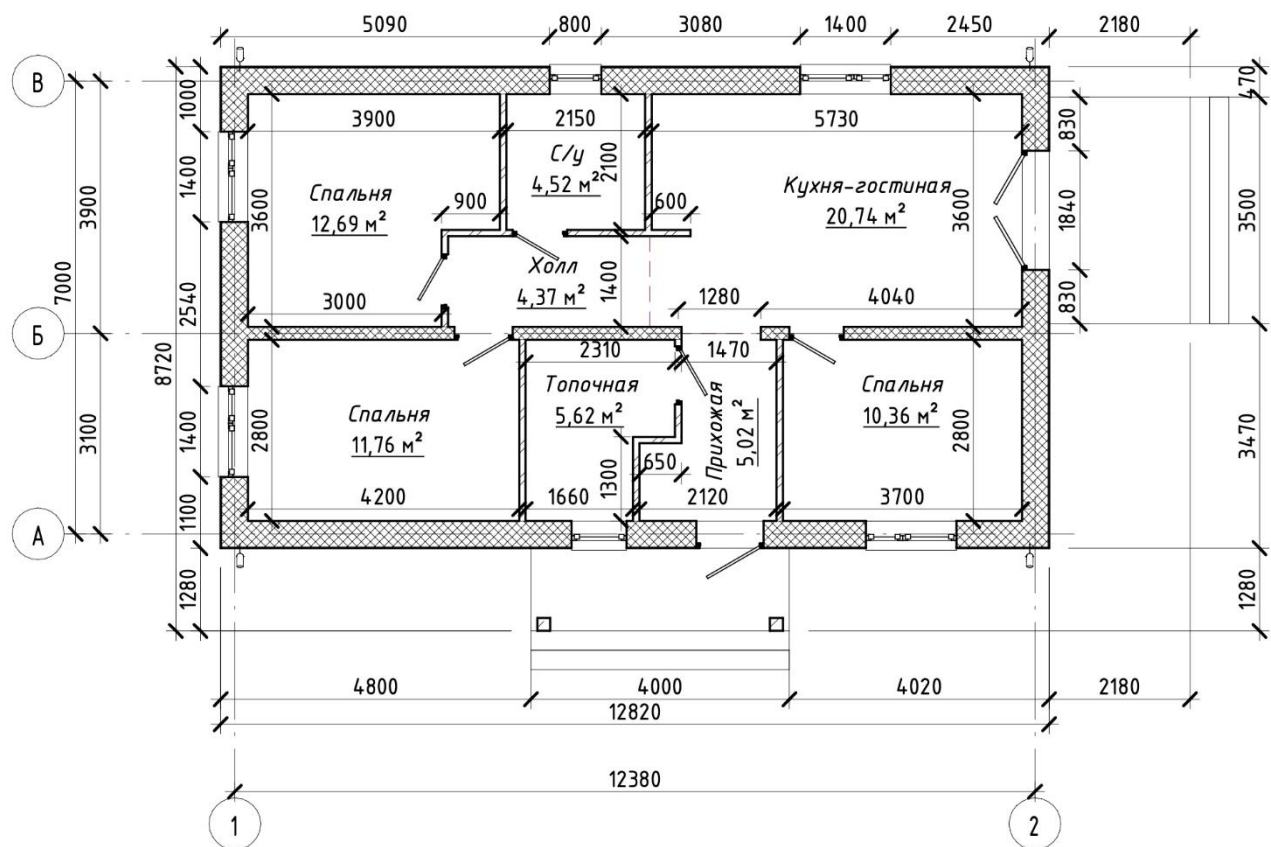 5090 800 3080 1400 2450 2180
В
1000 470
3900 2150 5730 830
С/у
4,52 м²
2100
Спальня
12,69 м²
Кухня-гостиная
20,74 м²
3900 1400 3600 900 600 3600 1840 3500
7000
Холл
4,37 м²
1400
2540
3000 1280 4040 830
Б
8720
2310 1470
Топочная
5,62 м²
Спальня
11,76 м²
Прихожая
5,02 м²
Спальня
10,36 м²
3100 1400 2800 650 2800 3470
1300
4200 1660 2120 3700
1100
А
1280 1280
4800 4000 4020 2180
12820
12380
1 2